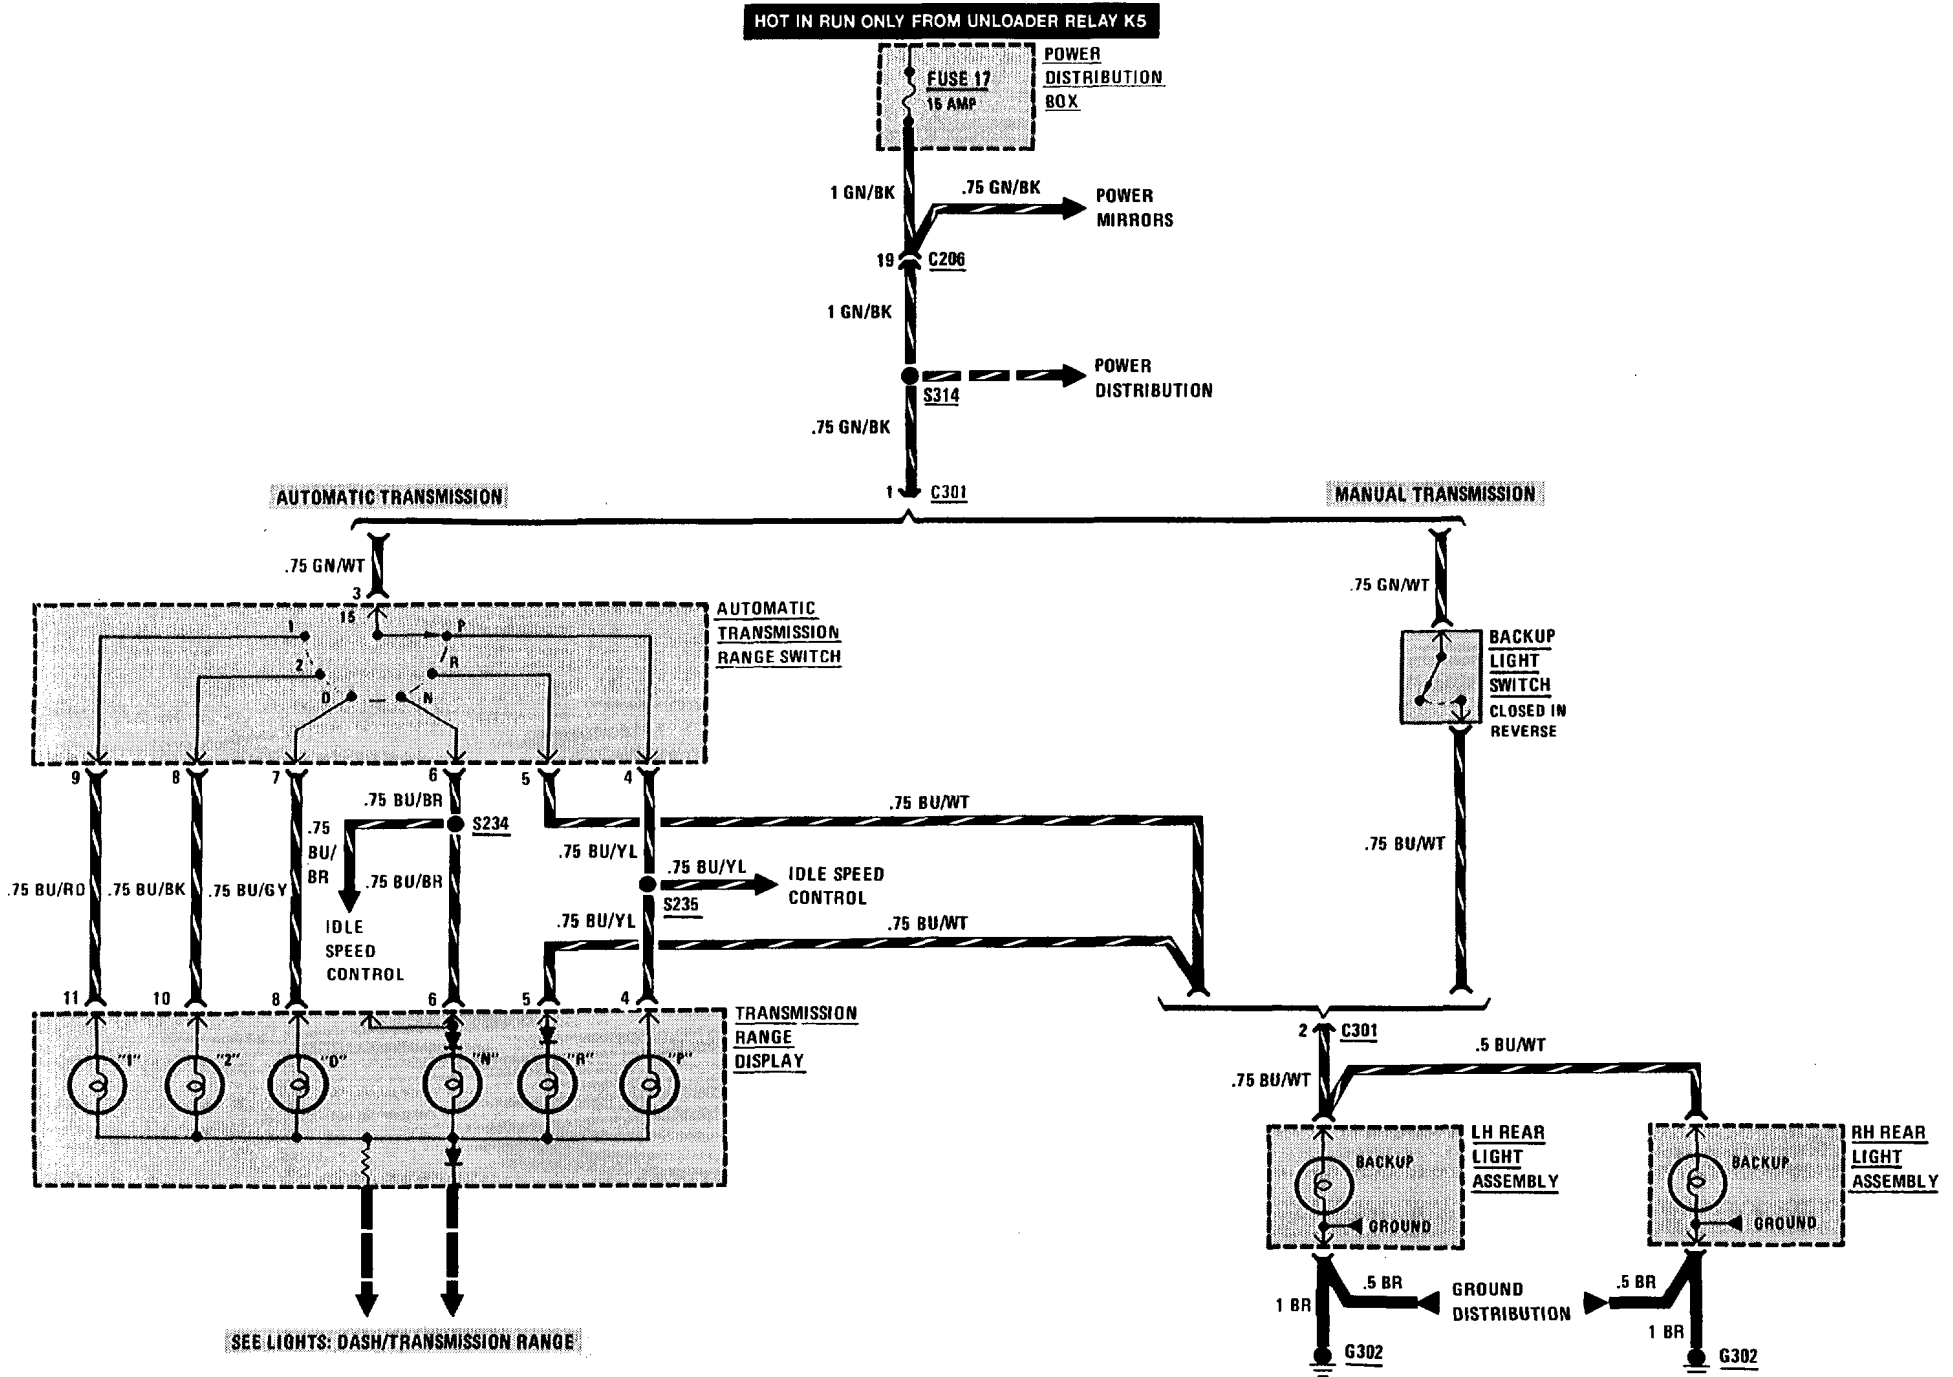 HOT IN RUN ONLY FROM UNLOADER RELAY K5
POWER
DISTRIBUTION
BOX
FUSE 17
15 AMP
1 GN/BK
.75 GN/BK
POWER
MIRRORS
19
C206
1 GN/BK
POWER
DISTRIBUTION
S314
.75 GN/BK
1
C301
AUTOMATIC TRANSMISSION
MANUAL TRANSMISSION
.75 GN/WT
3
15
.75 GN/WT
AUTOMATIC
TRANSMISSION
RANGE SWITCH
1
P
2
R
D
N
BACKUP
LIGHT
SWITCH
CLOSED IN
REVERSE
9
8
7
6
5
4
.75 BU/BR
S234
.75 BU/WT
.75
BU/
BR
.75 BU/YL
.75 BU/WT
.75 BU/RD
.75 BU/BK
.75 BU/GY
.75 BU/BR
.75 BU/YL
IDLE SPEED
CONTROL
S235
IDLE
SPEED
CONTROL
.75 BU/YL
.75 BU/WT
11
10
8
6
5
4
TRANSMISSION
RANGE
DISPLAY
"1"
"2"
"D"
"N"
"R"
"P"
2
C301
.5 BU/WT
.75 BU/WT
LH REAR
LIGHT
ASSEMBLY
BACKUP
GROUND
RH REAR
LIGHT
ASSEMBLY
BACKUP
GROUND
.5 BR
GROUND
DISTRIBUTION
.5 BR
1 BR
1 BR
G302
G302
SEE LIGHTS: DASH/TRANSMISSION RANGE